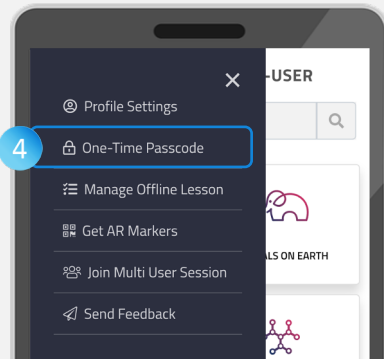 -USER
Profile Settings
4
One-Time Passcode
Manage Offline Lesson
Get AR Markers
ALS ON EARTH
Join Multi User Session
Send Feedback